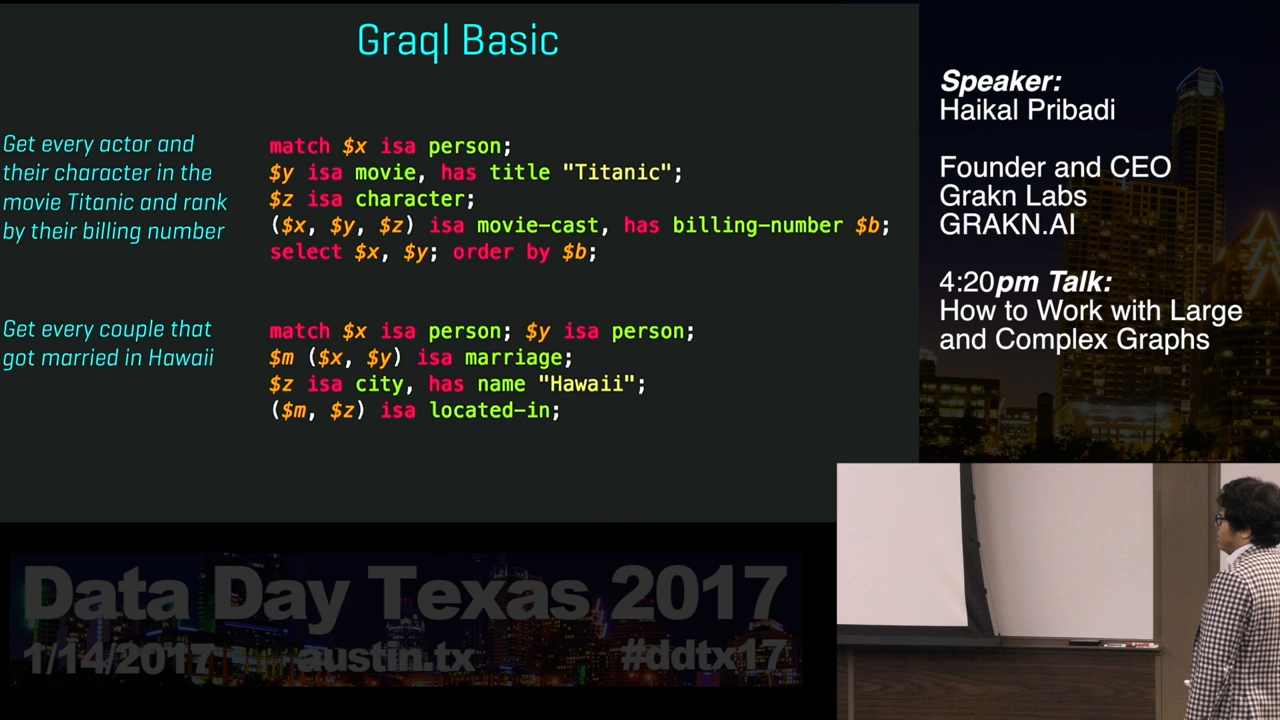 Graql Basic
Get every actor and
their character in the
movie Titanic and rank
by their billing number
match $x isa person;
$y isa movie, has title "Titanic";
$z isa character;
($x, $y, $z) isa movie-cast, has billing-number $b;
select $x, $y; order by $b;
Get every couple that
got married in Hawaii
match $x isa person; $y isa person;
$m ($x, $y) isa marriage;
$z isa city, has name "Hawaii";
($m, $z) isa located-in;
Speaker:
Haikal Pribadi
Founder and CEO
Grakn Labs
GRAKN.AI
4:20pm Talk:
How to Work with Large
and Complex Graphs
Data Day Texas 2017
1/14/2017 austin.tx #ddtx17